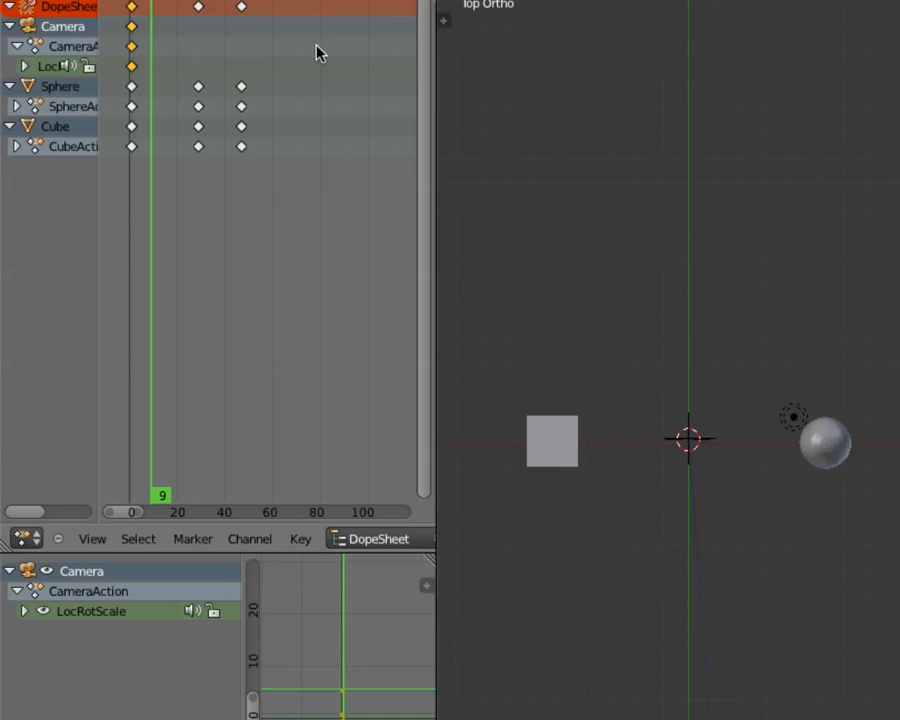 DopeSheet
Top Ortho
Camera
CameraA
Loc
Sphere
SphereAc
Cube
CubeActi
9
0 20 40 60 80 100
View Select Marker Channel Key DopeSheet
Camera
CameraAction
LocRotScale
20
10
0